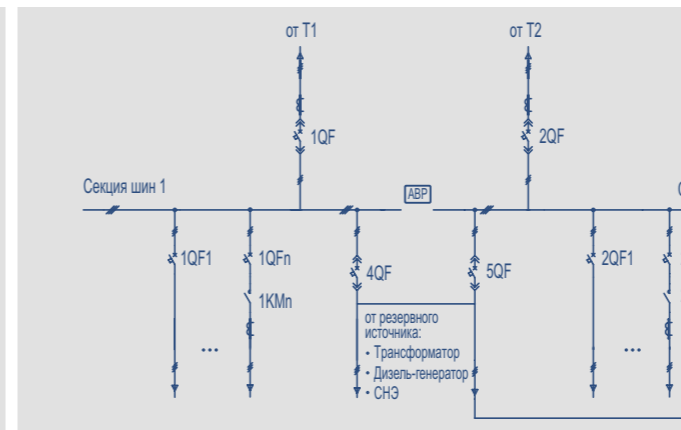 от Т1
от Т2
1QF
2QF
Секция шин 1
АВР
1QF1
1QFn
4QF
5QF
2QF1
1KMn
от резервного
источника:
• Трансформатор
• Дизель-генератор
• СНЭ
...
...